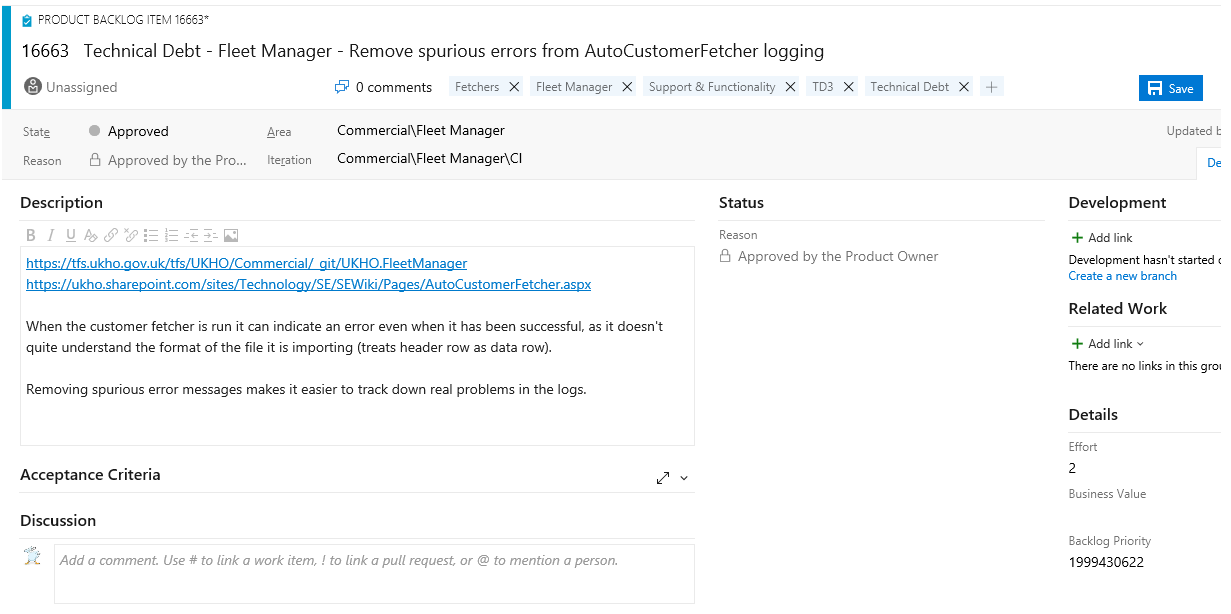 PRODUCT BACKLOG ITEM 16663*
16663 Technical Debt - Fleet Manager - Remove spurious errors from AutoCustomerFetcher logging
Unassigned
0 comments
Fetchers
Fleet Manager
Support & Functionality
TD3
Technical Debt
Save
State
Approved
Area
Commercial\Fleet Manager
Updated b
Reason
Approved by the Pro...
Iteration
Commercial\Fleet Manager\CI
De
Description
B I U
https://tfs.ukho.gov.uk/tfs/UKHO/Commercial/_git/UKHO.FleetManager
https://ukho.sharepoint.com/sites/Technology/SE/SEWiki/Pages/AutoCustomerFetcher.aspx
When the customer fetcher is run it can indicate an error even when it has been successful, as it doesn't
quite understand the format of the file it is importing (treats header row as data row).
Removing spurious error messages makes it easier to track down real problems in the logs.
Acceptance Criteria
Discussion
Add a comment. Use # to link a work item, ! to link a pull request, or @ to mention a person.
Status
Reason
Approved by the Product Owner
Development
Add link
Development hasn't started o
Create a new branch
Related Work
Add link
There are no links in this grou
Details
Effort
2
Business Value
Backlog Priority
1999430622